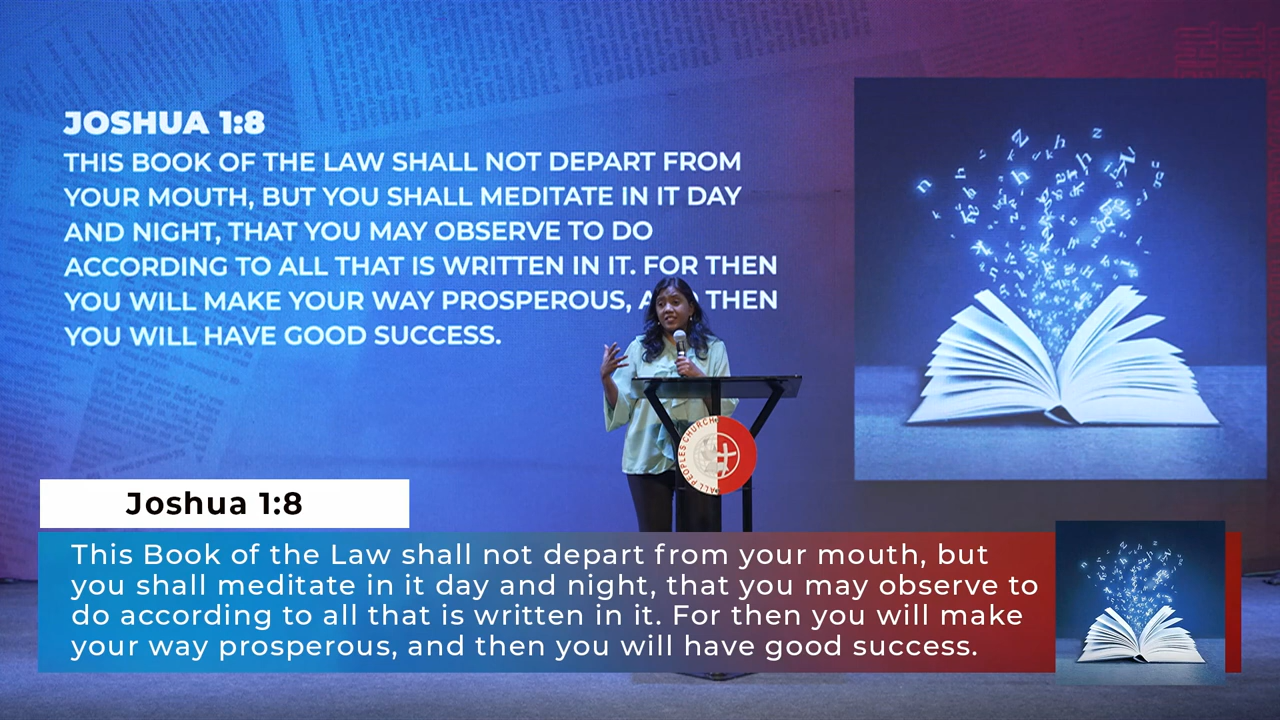 JOSHUA 1:8
THIS BOOK OF THE LAW SHALL NOT DEPART FROM
YOUR MOUTH, BUT YOU SHALL MEDITATE IN IT DAY
AND NIGHT, THAT YOU MAY OBSERVE TO DO
ACCORDING TO ALL THAT IS WRITTEN IN IT. FOR THEN
YOU WILL MAKE YOUR WAY PROSPEROUS, A THEN
YOU WILL HAVE GOOD SUCCESS.
ALL PEOPLES CHURCH
Joshua 1:8
This Book of the Law shall not depart from your mouth, but
you shall meditate in it day and night, that you may observe to
do according to all that is written in it. For then you will make
your way prosperous, and then you will have good success.